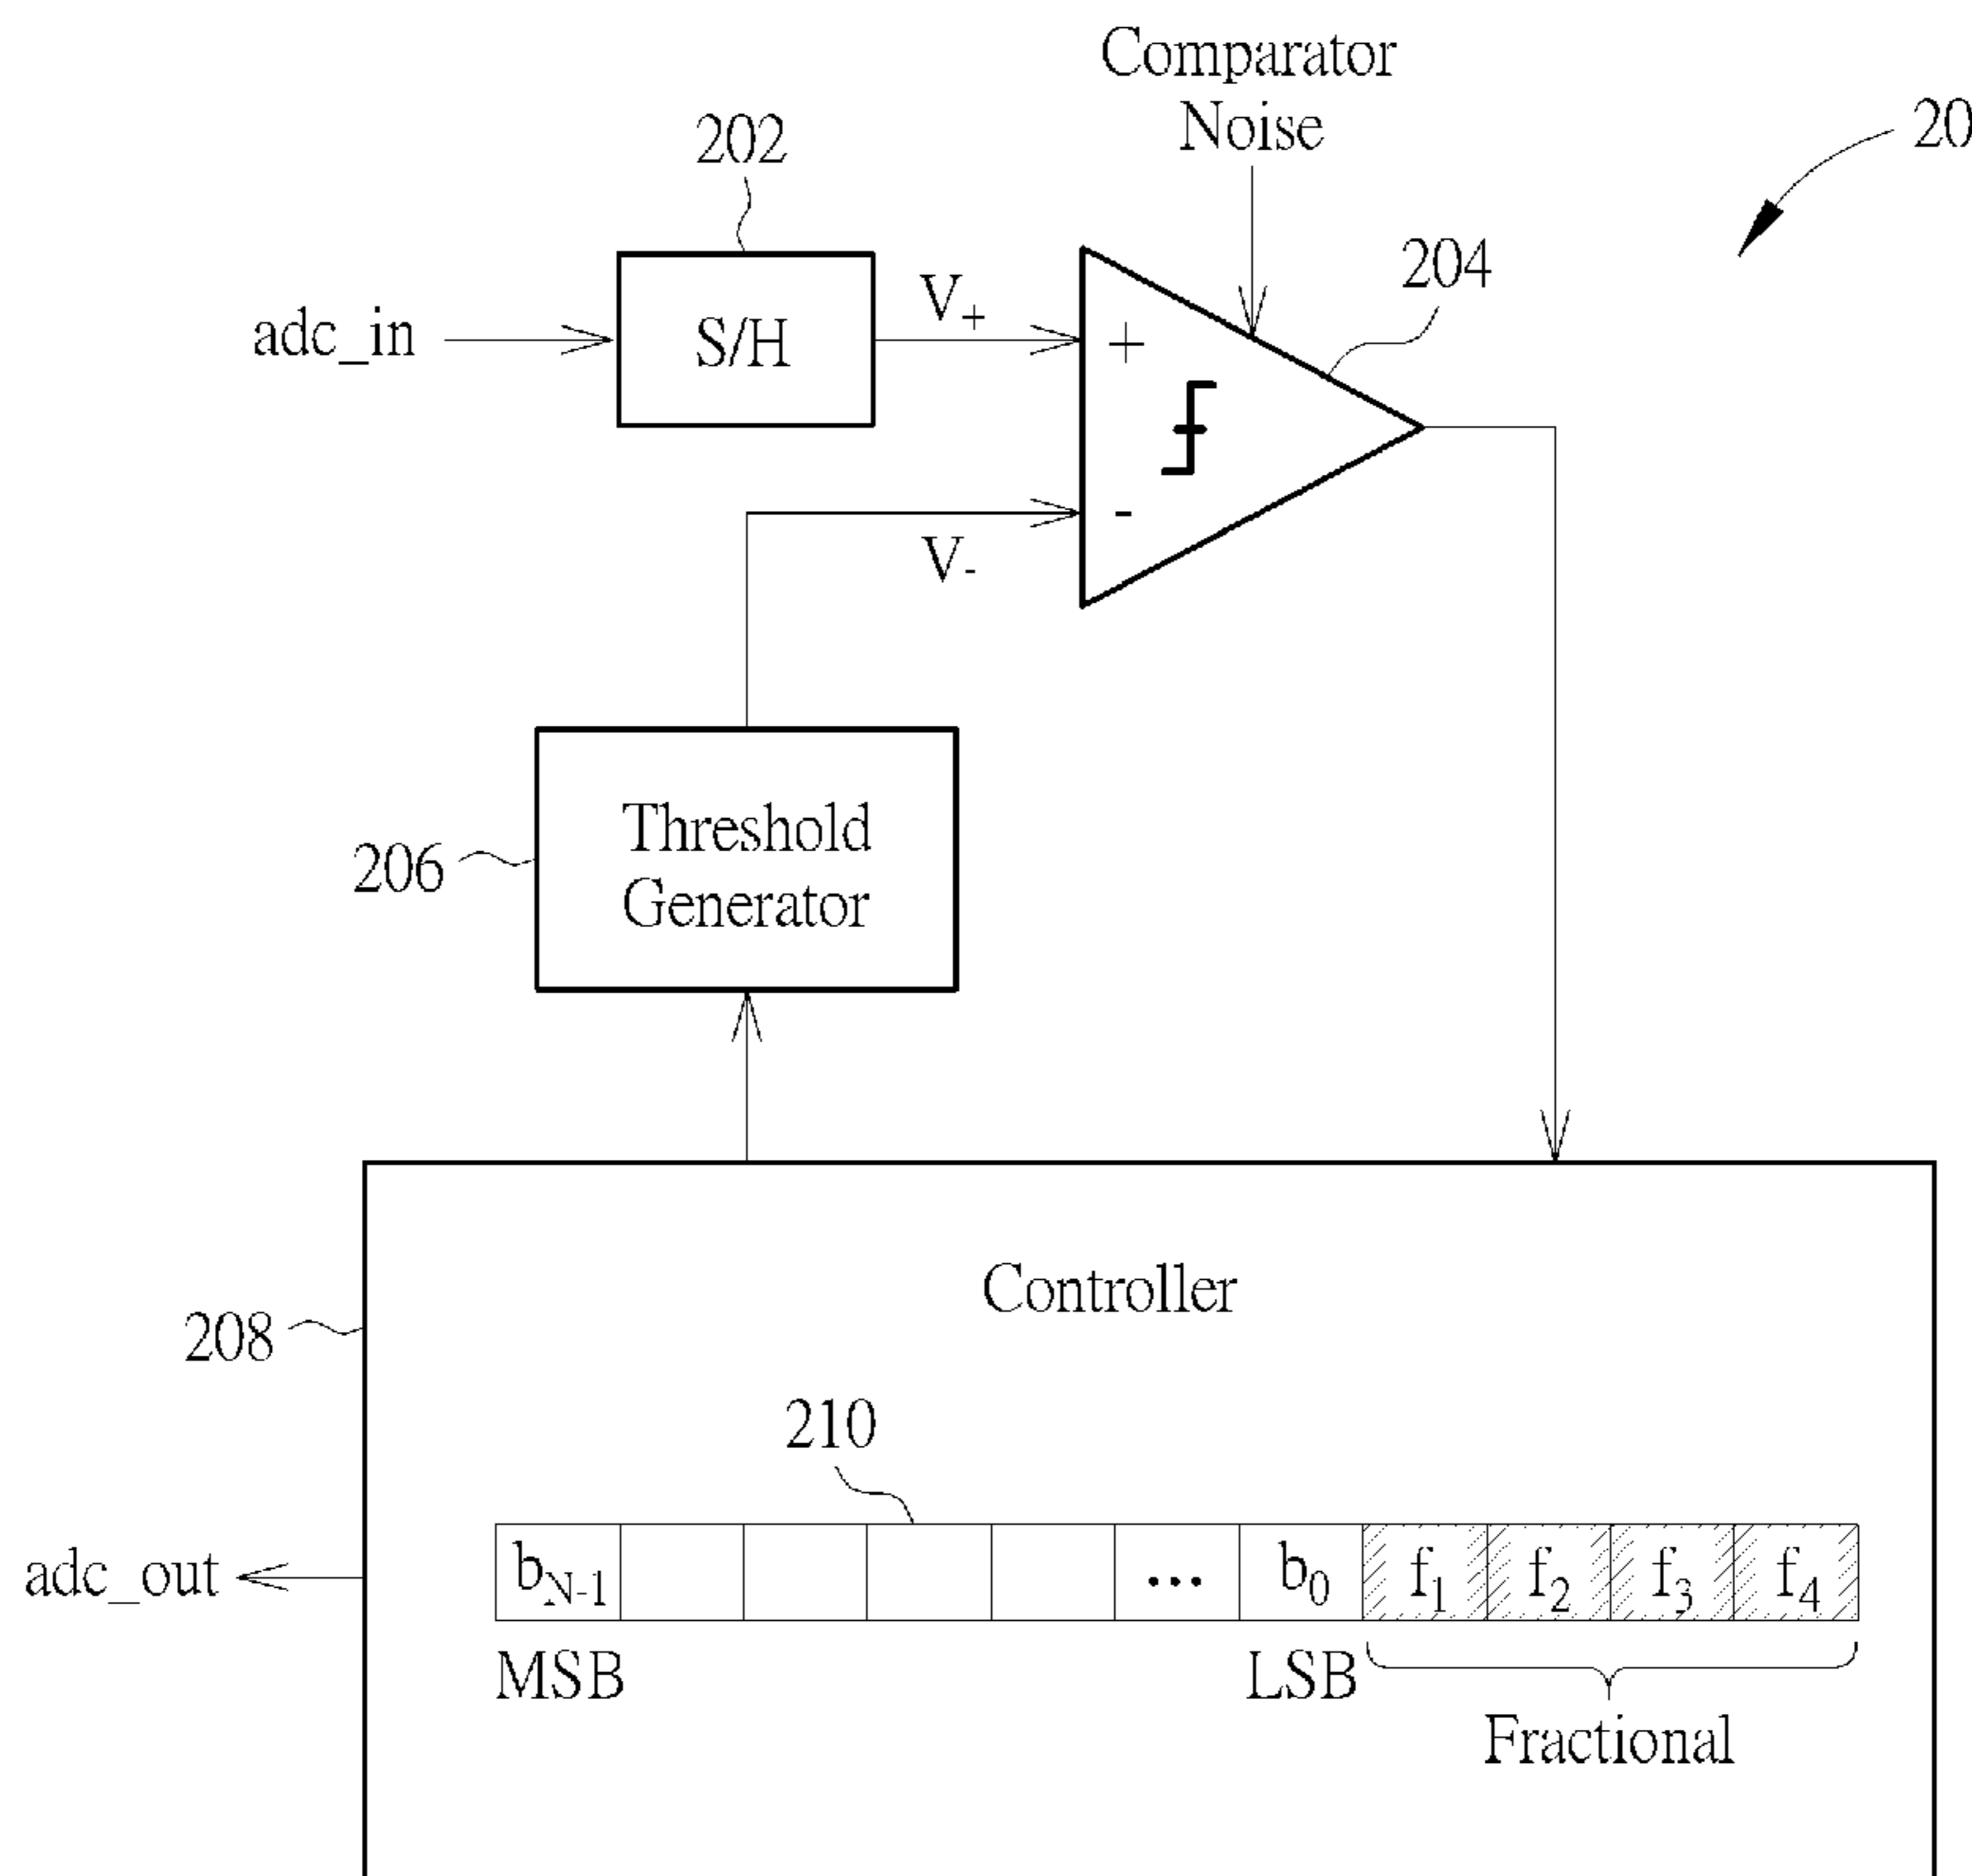 Comparator
Noise
20
202
204
adc_in
S/H
V+
+
-
V-
Threshold
Generator
206
Controller
208
210
adc_out
bN-1 ... b0 f1 f2 f3 f4
MSB LSB
Fractional